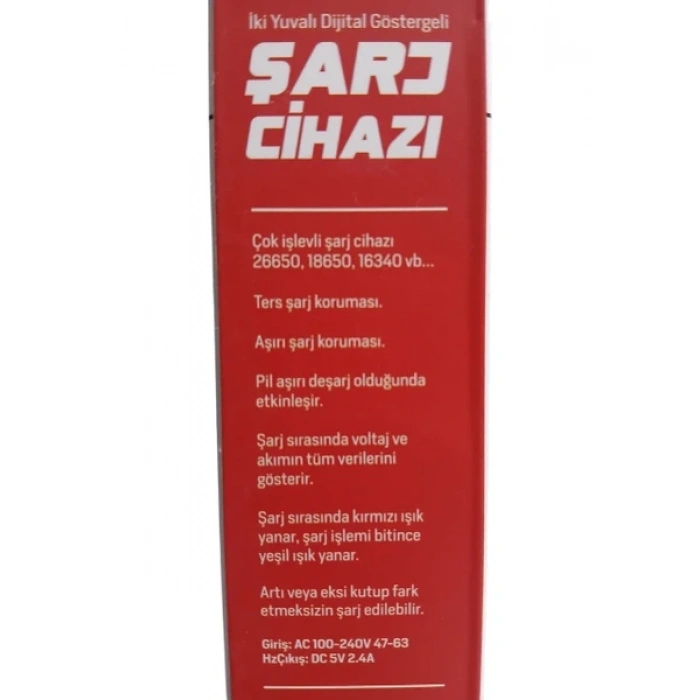 İki Yuvalı Dijital Göstergeli
ŞARJ
CİHAZI
Çok işlevli şarj cihazı
26650, 18650, 16340 vb...
Ters şarj koruması.
Aşırı şarj koruması.
Pil aşırı deşarj olduğunda
etkinleşir.
Şarj sırasında voltaj ve
akımın tüm verilerini
gösterir.
Şarj sırasında kırmızı ışık
yanar, şarj işlemi bitince
yeşil ışık yanar.
Artı veya eksi kutup fark
etmeksizin şarj edilebilir.
Giriş: AC 100-240V 47-63
HzÇıkış: DC 5V 2.4A